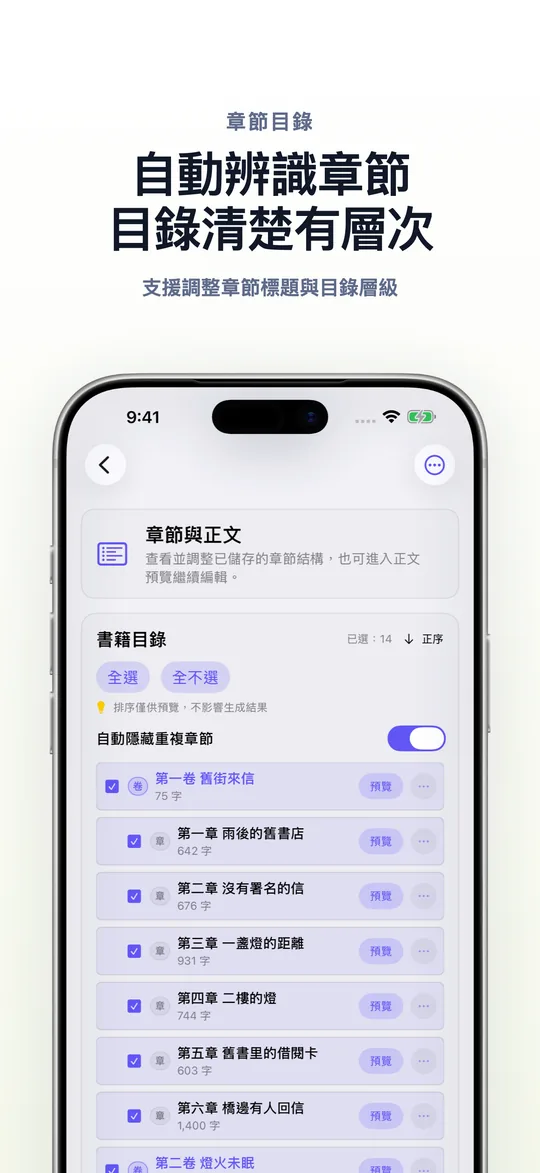 章節目錄
自動辨識章節
目錄清楚有層次
支援調整章節標題與目錄層級
9:41
章節與正文
查看並調整已儲存的章節結構，也可進入正文
預覽繼續編輯。
書籍目錄
已選：14 ↓ 正序
全選 全不選
排序僅供預覽，不影響生成結果
自動隱藏重複章節
卷 第一卷 舊街來信 預覽
75 字
章 第一章 雨後的舊書店 預覽
642 字
章 第二章 沒有署名的信 預覽
676 字
章 第三章 一盞燈的距離 預覽
931 字
章 第四章 二樓的燈 預覽
744 字
章 第五章 舊書里的借閱卡 預覽
603 字
章 第六章 橋邊有人回信 預覽
1,400 字
卷 第二卷 燈火未眠 預覽